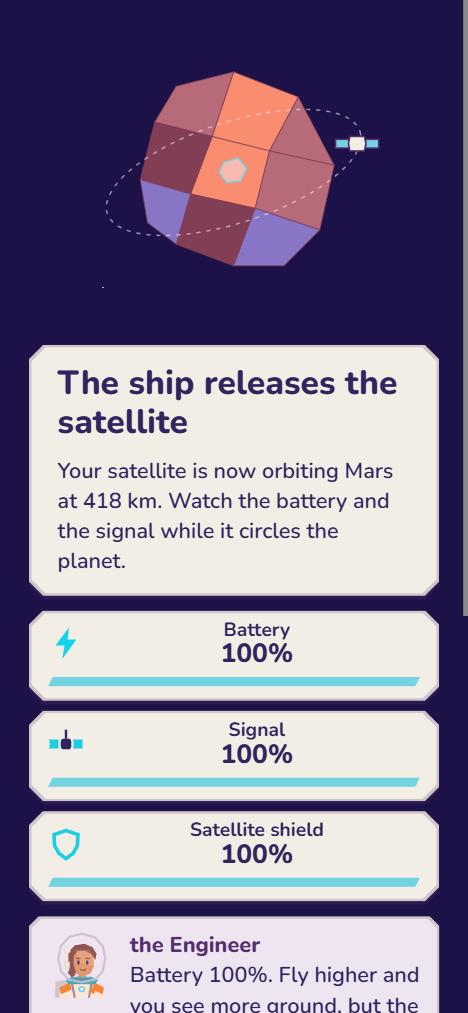 The ship releases the
satellite
Your satellite is now orbiting Mars
at 418 km. Watch the battery and
the signal while it circles the
planet.
Battery
100%
Signal
100%
Satellite shield
100%
the Engineer
Battery 100%. Fly higher and
you see more ground, but the